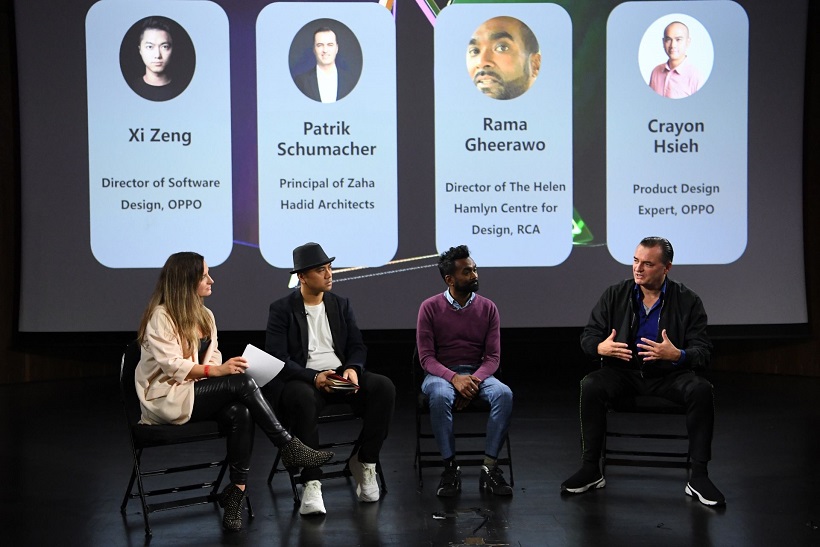 Xi Zeng
Director of Software
Design, OPPO
Patrik
Schumacher
Principal of Zaha
Hadid Architects
Rama
Gheerawo
Director of The Helen
Hamlyn Centre for
Design, RCA
Crayon
Hsieh
Product Design
Expert, OPPO